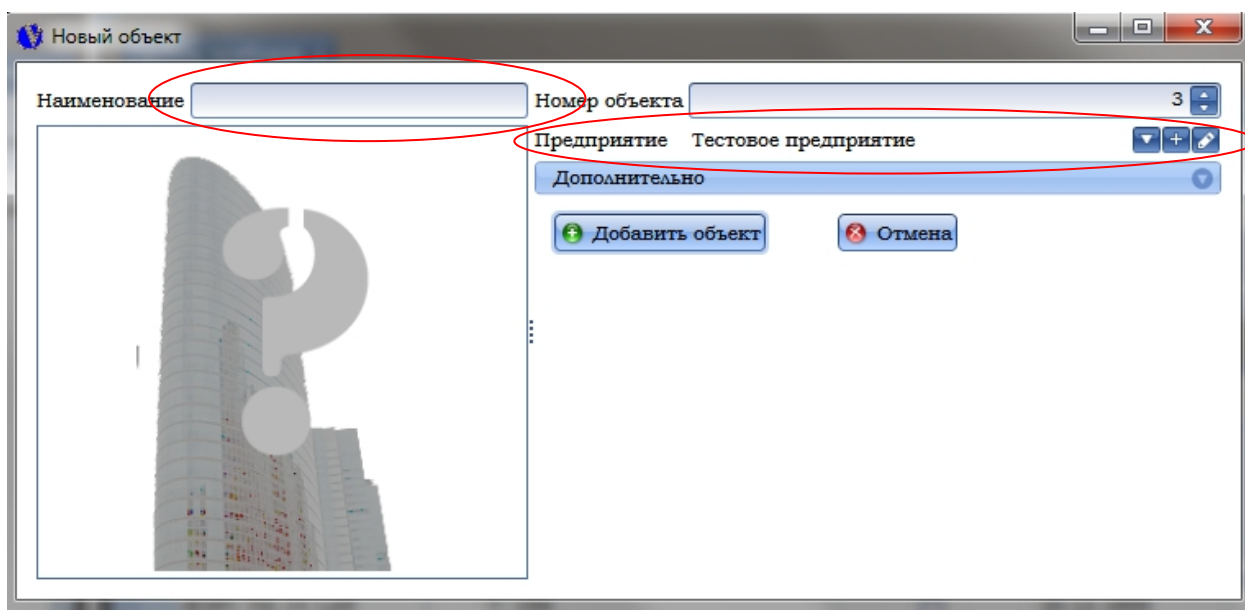 Новый объект
Наименование
Номер объекта 3
Предприятие Тестовое предприятие
Дополнительно
Добавить объект Отмена